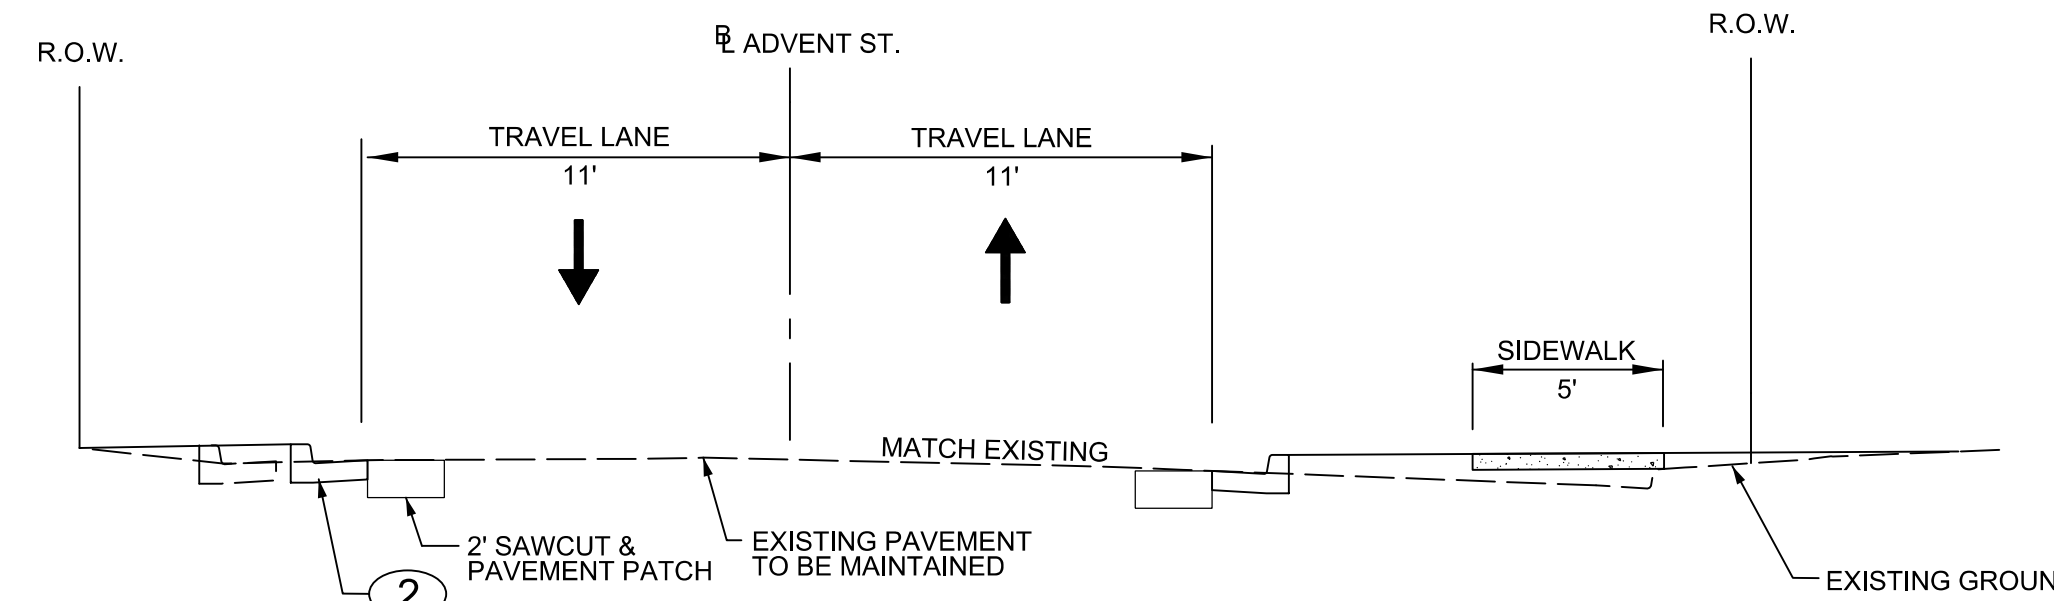 R.O.W.
BL ADVENT ST.
R.O.W.
TRAVEL LANE
11'
TRAVEL LANE
11'
SIDEWALK
5'
MATCH EXISTING
2' SAWCUT &
PAVEMENT PATCH
EXISTING PAVEMENT
TO BE MAINTAINED
2
EXISTING GROUN